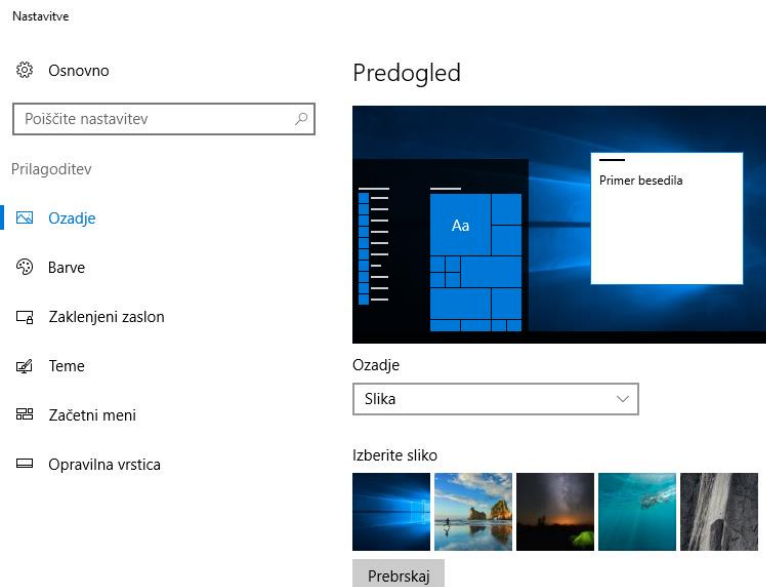 Nastavitve
Osnovno
Poiščite nastavitev
Prilagoditev
Ozadje
Barve
Zaklenjeni zaslon
Teme
Začetni meni
Opravilna vrstica
Predogled
Primer besedila
Aa
Ozadje
Slika
Izberite sliko
Prebrskaj